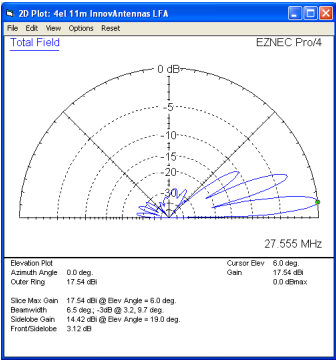 2D Plot: 4el 11m InnovAntennas LFA
File Edit View Options Reset
Total Field
EZNEC Pro/4
0 dB
-5
-10
-15
-20
-30
27.555 MHz
Elevation Plot
Cursor Elev 6.0 deg.
Azimuth Angle 0.0 deg.
Gain 17.54 dBi
Outer Ring 17.54 dBi
0.0 dBmax
Slice Max Gain 17.54 dBi @ Elev Angle = 6.0 deg.
Beamwidth 6.5 deg.; -3dB @ 3.2, 9.7 deg.
Sidelobe Gain 14.42 dBi @ Elev Angle = 19.0 deg.
Front/Sidelobe 3.12 dB